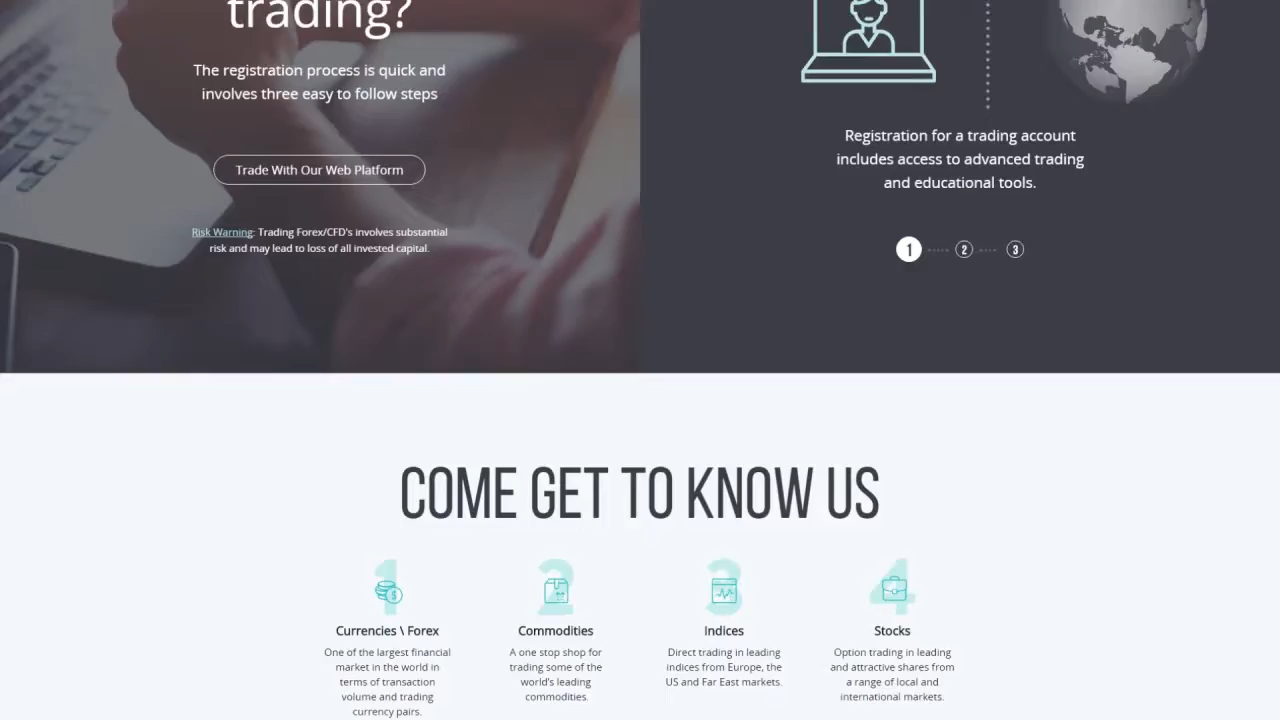 trading?
The registration process is quick and
involves three easy to follow steps
Trade With Our Web Platform
Risk Warning: Trading Forex/CFD's involves substantial
risk and may lead to loss of all invested capital.
Registration for a trading account
includes access to advanced trading
and educational tools.
1 2 3
COME GET TO KNOW US
1
Currencies \ Forex
One of the largest financial
market in the world in
terms of transaction
volume and trading
currency pairs.
2
Commodities
A one stop shop for
trading some of the
world's leading
commodities.
3
Indices
Direct trading in leading
indices from Europe, the
US and Far East markets.
4
Stocks
Option trading in leading
and attractive shares from
a range of local and
international markets.